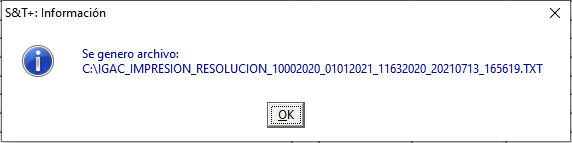 S&T+: Información
Se genero archivo:
C:\IGAC_IMPRESION_RESOLUCION_10002020_01012021_11632020_20210713_165619.TXT
OK